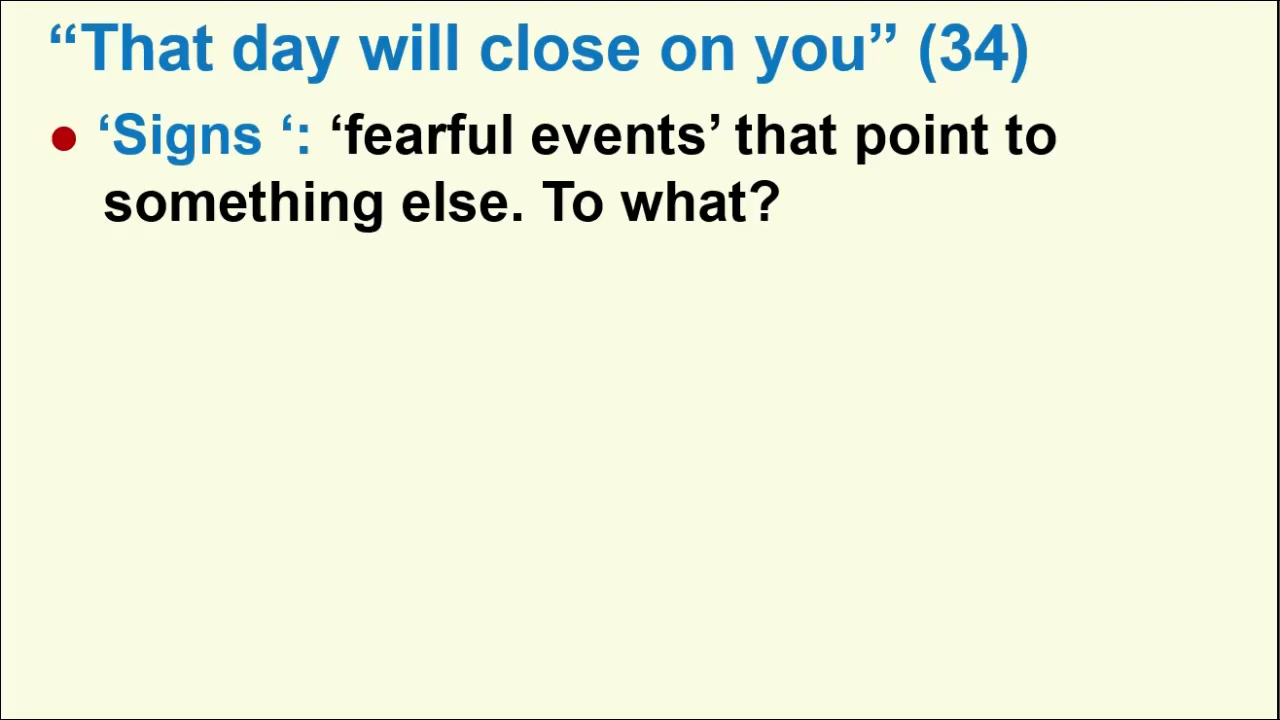 “That day will close on you” (34)
● ‘Signs ‘: ‘fearful events’ that point to
something else. To what?